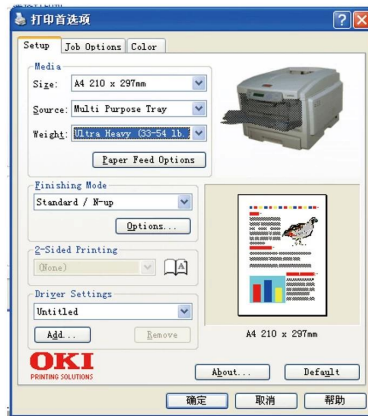 打印首选项
Setup Job Options Color
Media
Size: A4 210 x 297mm
Source: Multi Purpose Tray
Weight: Ultra Heavy (33-54 lb.
Paper Feed Options
Finishing Mode
Standard / N-up
Options...
2-Sided Printing
(None)
A
Driver Settings
Untitled
Add... Remove
A4 210 x 297mm
OKI
PRINTING SOLUTIONS
About... Default
确定 取消 帮助